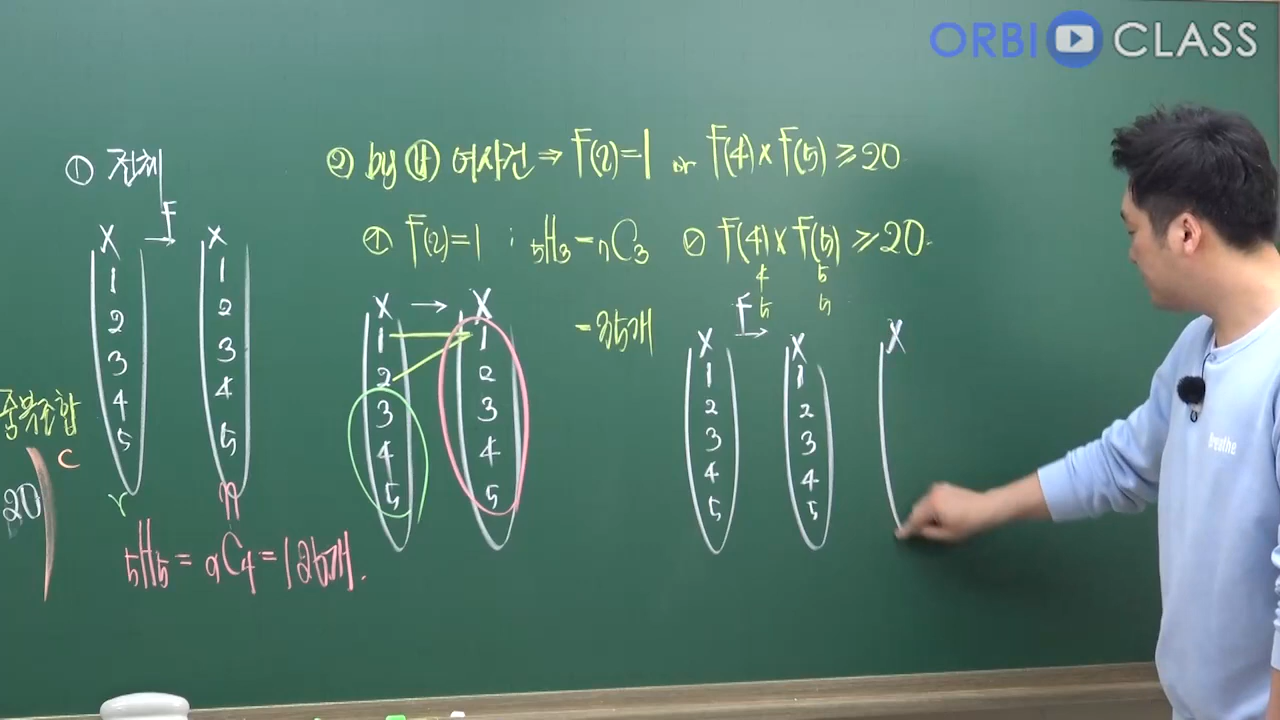 ORBI CLASS
① 전체
X → X
f
1 1
2 2
3 3
4 4
5 5
r n
₅H₅ = ₉C₄ = 126개.
중복조합
C
20
② by (나) 여사건 ⇒ f(2)=1 or f(4)×f(5) ≥ 20
① f(2)=1 : ₅H₃ = ₇C₃
= 35개
X → X
1 1
2 2
3 3
4 4
5 5
② f(4)×f(5) ≥ 20.
4 5
5 5
f
X → X
1 1
2 2
3 3
4 4
5 5
X
Breathe